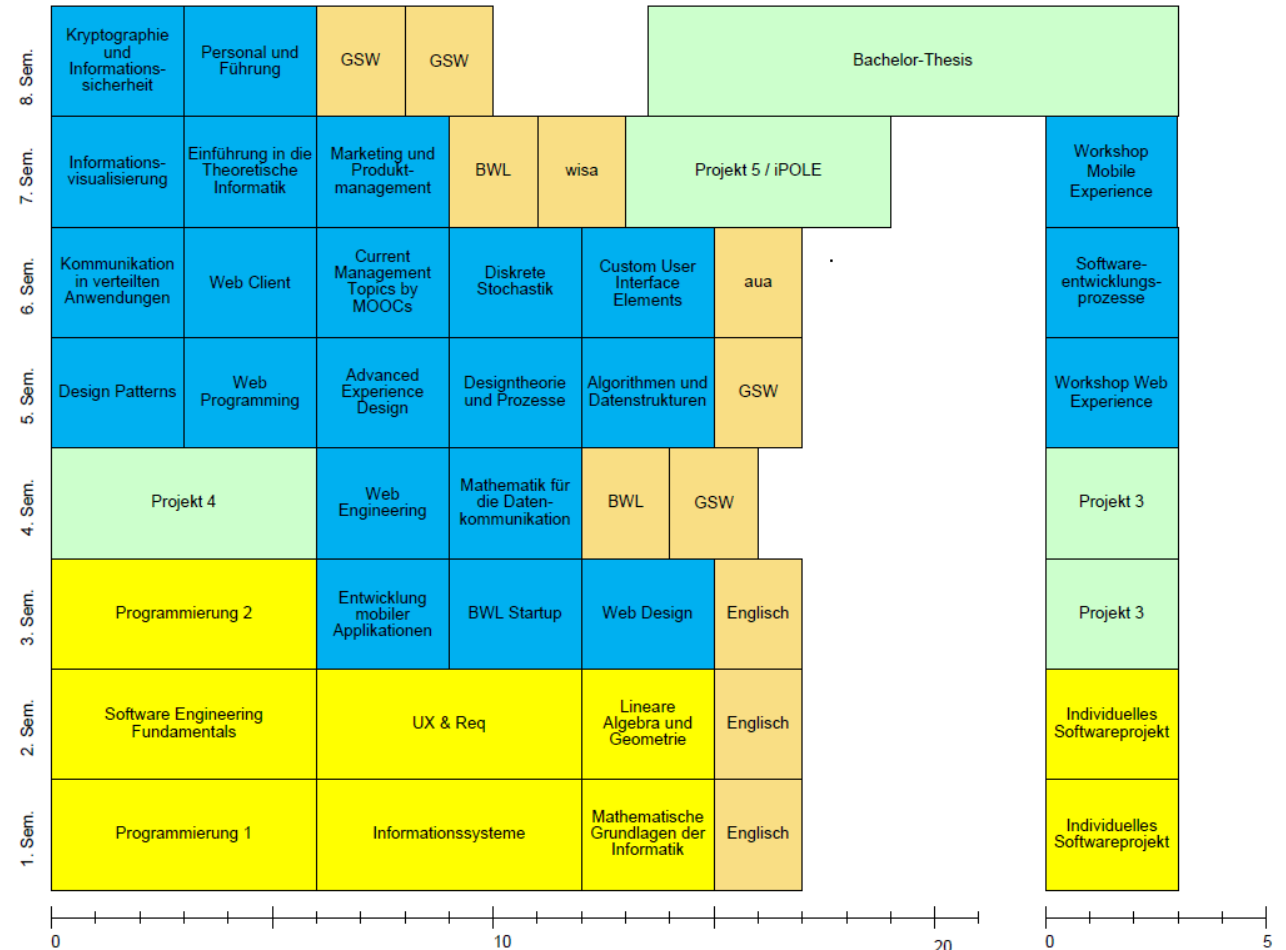 8. Sem.
Kryptographie
und
Informations-
sicherheit
Personal und
Führung
GSW
GSW
Bachelor-Thesis
7. Sem.
Informations-
visualisierung
Einführung in die
Theoretische
Informatik
Marketing und
Produkt-
management
BWL
wisa
Projekt 5 / iPOLE
Workshop
Mobile
Experience
6. Sem.
Kommunikation
in verteilten
Anwendungen
Web Client
Current
Management
Topics by
MOOCs
Diskrete
Stochastik
Custom User
Interface
Elements
aua
.
Software-
entwicklungs-
prozesse
5. Sem.
Design Patterns
Web
Programming
Advanced
Experience
Design
Designtheorie
und Prozesse
Algorithmen und
Datenstrukturen
GSW
Workshop Web
Experience
4. Sem.
Projekt 4
Web
Engineering
Mathematik für
die Daten-
kommunikation
BWL
GSW
Projekt 3
3. Sem.
Programmierung 2
Entwicklung
mobiler
Applikationen
BWL Startup
Web Design
Englisch
Projekt 3
2. Sem.
Software Engineering
Fundamentals
UX & Req
Lineare
Algebra und
Geometrie
Englisch
Individuelles
Softwareprojekt
1. Sem.
Programmierung 1
Informationssysteme
Mathematische
Grundlagen der
Informatik
Englisch
Individuelles
Softwareprojekt
0
10
20
0
5